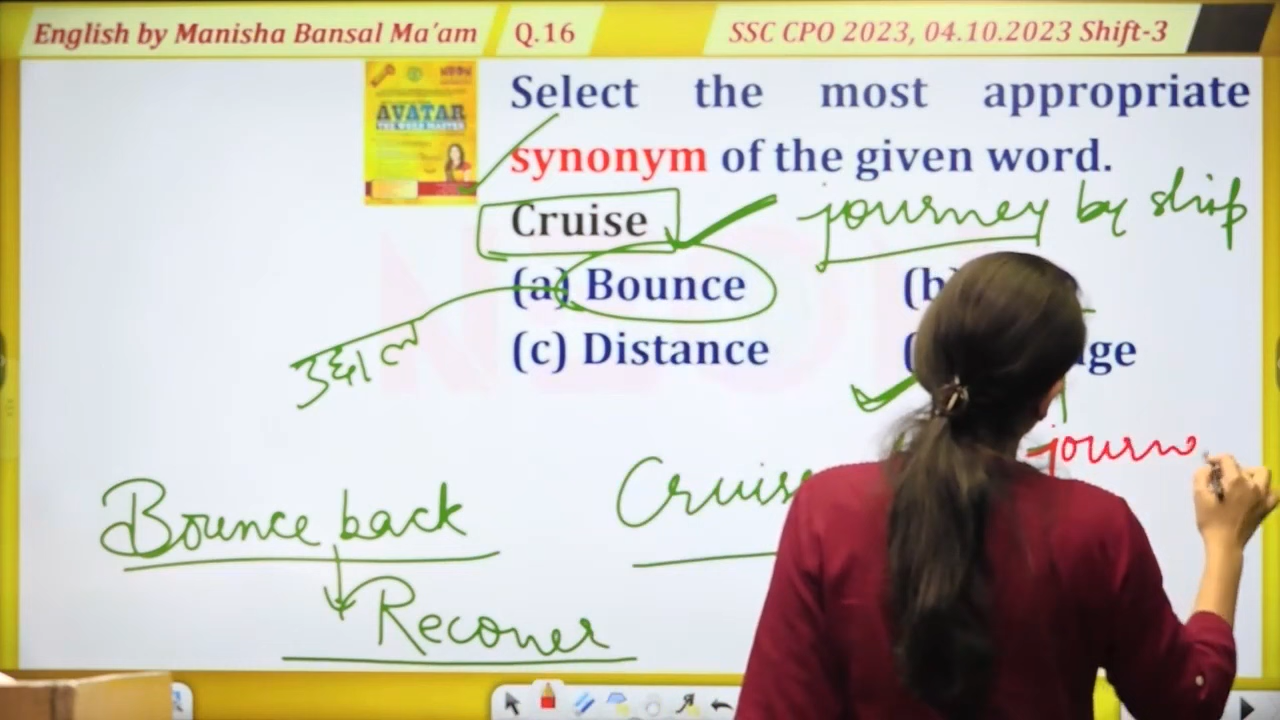 English by Manisha Bansal Ma'am Q.16 SSC CPO 2023, 04.10.2023 Shift-3
AVATAR
Select the most appropriate
synonym of the given word.
journey by ship
Cruise
(a) Bounce (b)
(c) Distance
उछाल
journ
Bounce back
Cruise
Recover